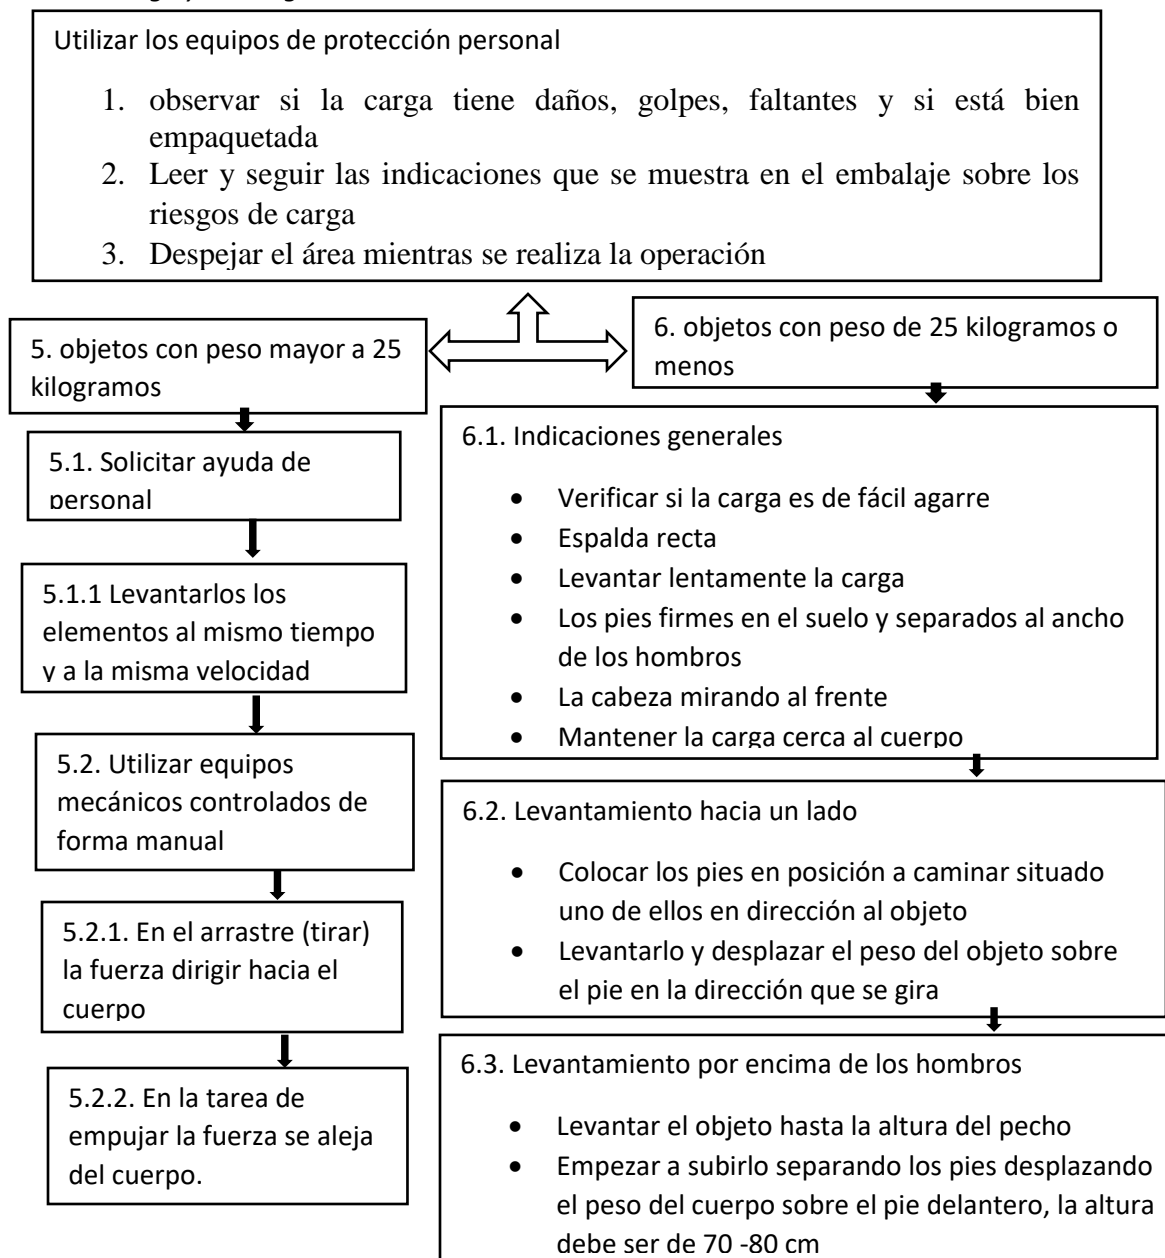 Utilizar los equipos de protección personal
1. observar si la carga tiene daños, golpes, faltantes y si está bien
empaquetada
2. Leer y seguir las indicaciones que se muestra en el embalaje sobre los
riesgos de carga
3. Despejar el área mientras se realiza la operación
5. objetos con peso mayor a 25
kilogramos
5.1. Solicitar ayuda de
personal
5.1.1 Levantarlos los
elementos al mismo tiempo
y a la misma velocidad
5.2. Utilizar equipos
mecánicos controlados de
forma manual
5.2.1. En el arrastre (tirar)
la fuerza dirigir hacia el
cuerpo
5.2.2. En la tarea de
empujar la fuerza se aleja
del cuerpo.
6. objetos con peso de 25 kilogramos o
menos
6.1. Indicaciones generales
• Verificar si la carga es de fácil agarre
• Espalda recta
• Levantar lentamente la carga
• Los pies firmes en el suelo y separados al ancho
de los hombros
• La cabeza mirando al frente
• Mantener la carga cerca al cuerpo
6.2. Levantamiento hacia un lado
• Colocar los pies en posición a caminar situado
uno de ellos en dirección al objeto
• Levantarlo y desplazar el peso del objeto sobre
el pie en la dirección que se gira
6.3. Levantamiento por encima de los hombros
• Levantar el objeto hasta la altura del pecho
• Empezar a subirlo separando los pies desplazando
el peso del cuerpo sobre el pie delantero, la altura
debe ser de 70 -80 cm